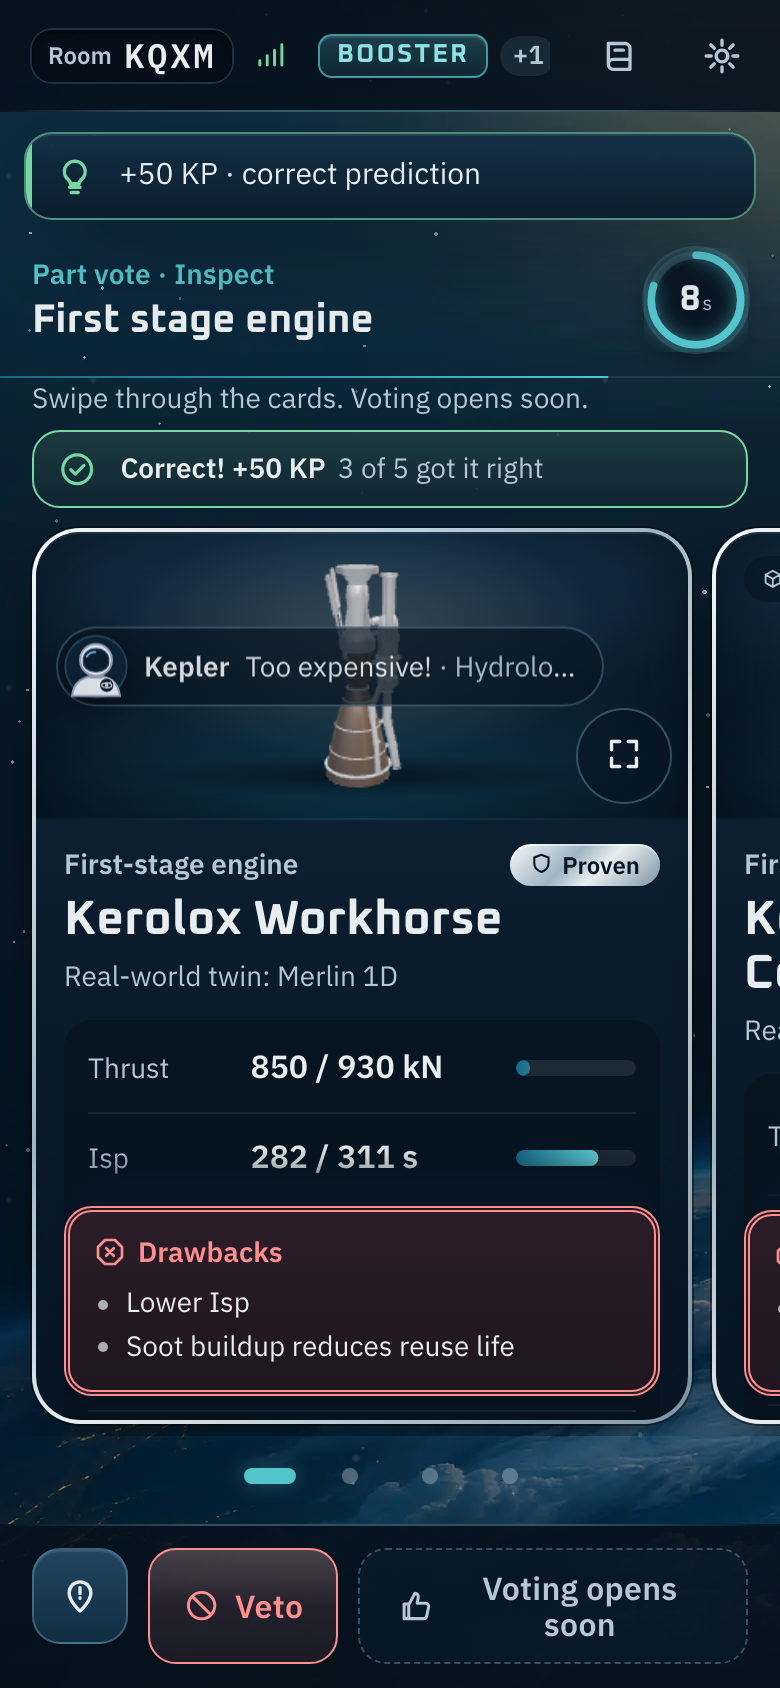 Room KQXM
BOOSTER
+1
+50 KP · correct prediction
Part vote · Inspect
First stage engine
8s
Swipe through the cards. Voting opens soon.
Correct! +50 KP 3 of 5 got it right
Kepler Too expensive! · Hydrolo...
First-stage engine
Proven
Kerolox Workhorse
Real-world twin: Merlin 1D
Thrust 850 / 930 kN
Isp 282 / 311 s
Drawbacks
Lower Isp
Soot buildup reduces reuse life
Veto
Voting opens
soon